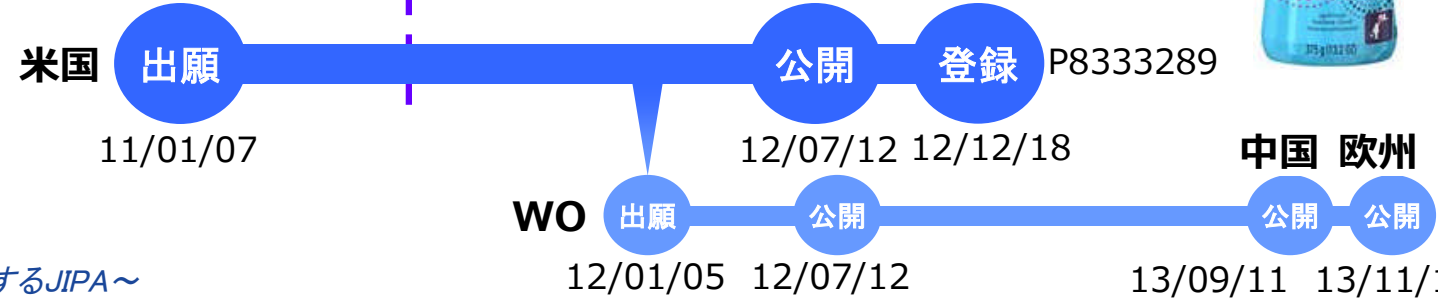 米国 出願 公開 登録 P8333289
11/01/07 12/07/12 12/12/18
中国 欧州
WO 出願 公開 公開 公開
12/01/05 12/07/12 13/09/11
するJIPA~